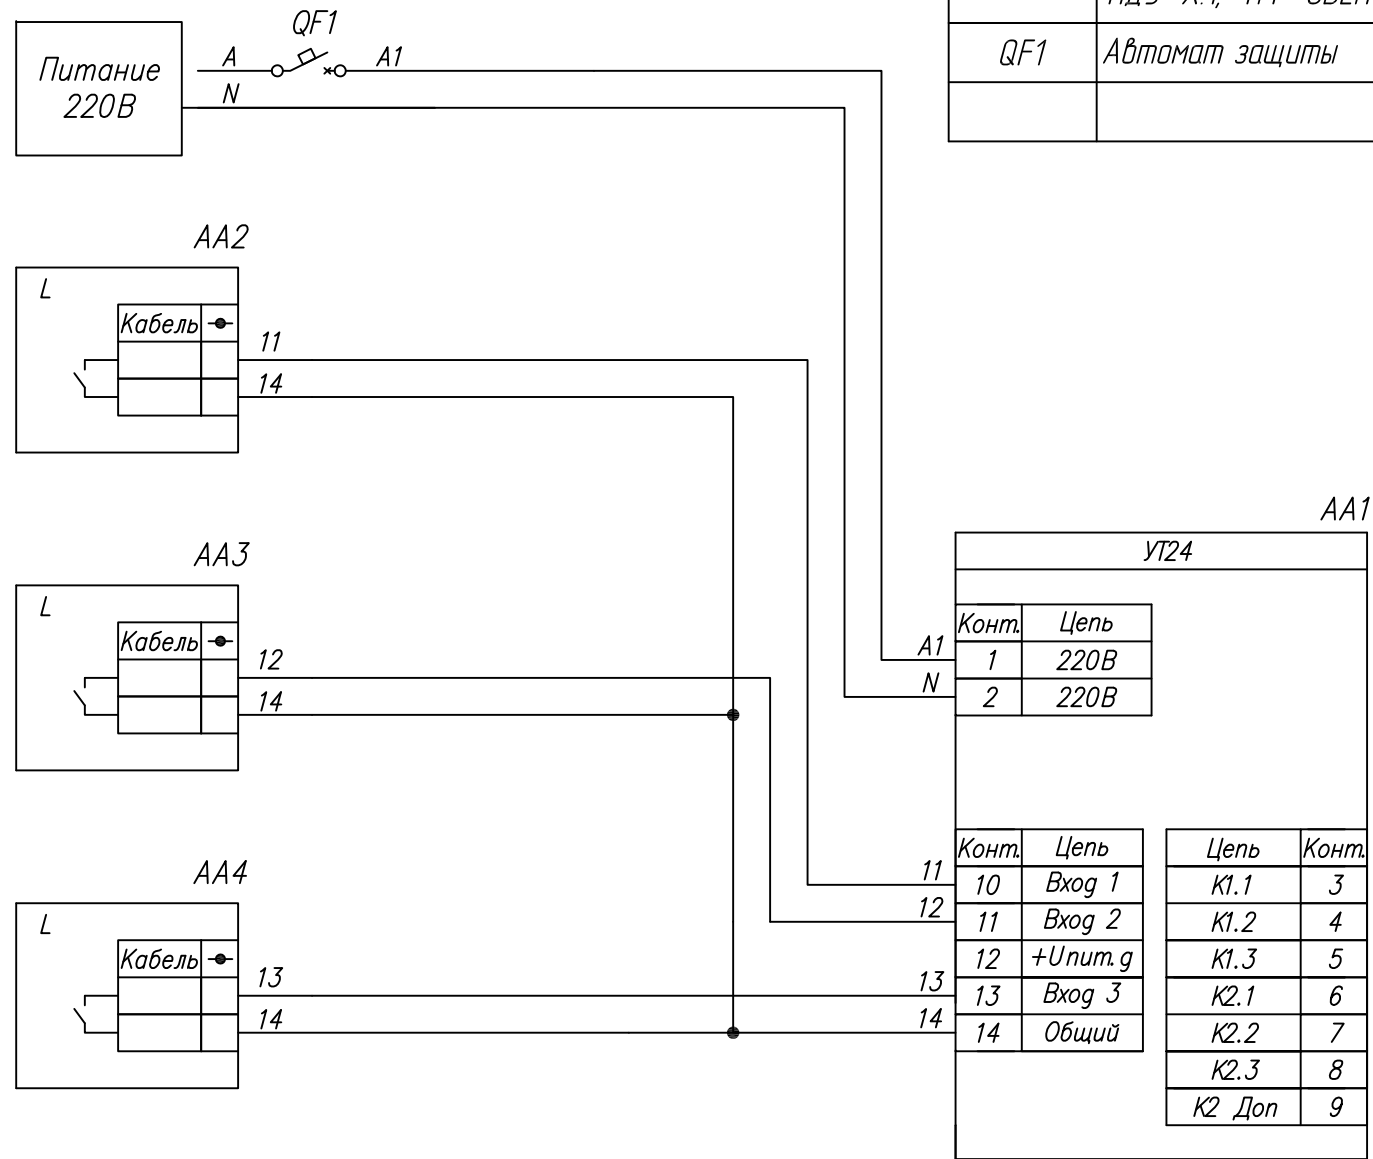 QF1
Питание
220В
A
A1
N
QF1 Автомат защиты
AA2
L
Кабель
11
14
AA3
L
Кабель
12
14
AA4
L
Кабель
13
14
AA1
УТ24
Конт. Цепь
A1 1 220В
N 2 220В
Конт. Цепь
11 10 Вход 1
12 11 Вход 2
12 +Uпит.д
13 13 Вход 3
14 14 Общий
Цепь Конт.
К1.1 3
К1.2 4
К1.3 5
К2.1 6
К2.2 7
К2.3 8
К2 Доп 9